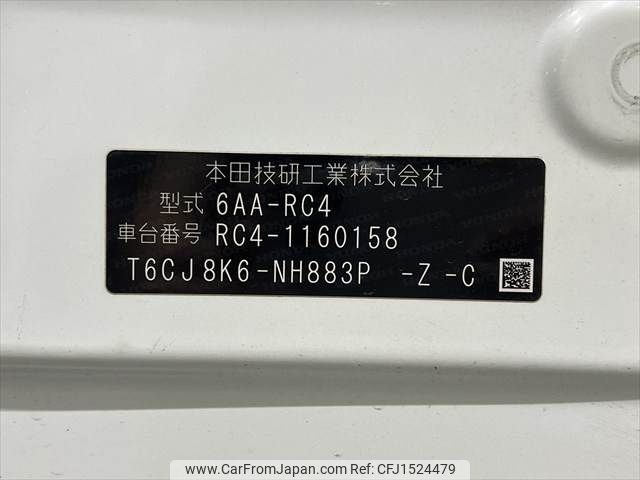 本田技研工業株式会社
型式 6AA-RC4
車台番号 RC4-1160158
T6CJ8K6-NH883P -Z -C
www.CarFromJapan.com - CFJ1524479